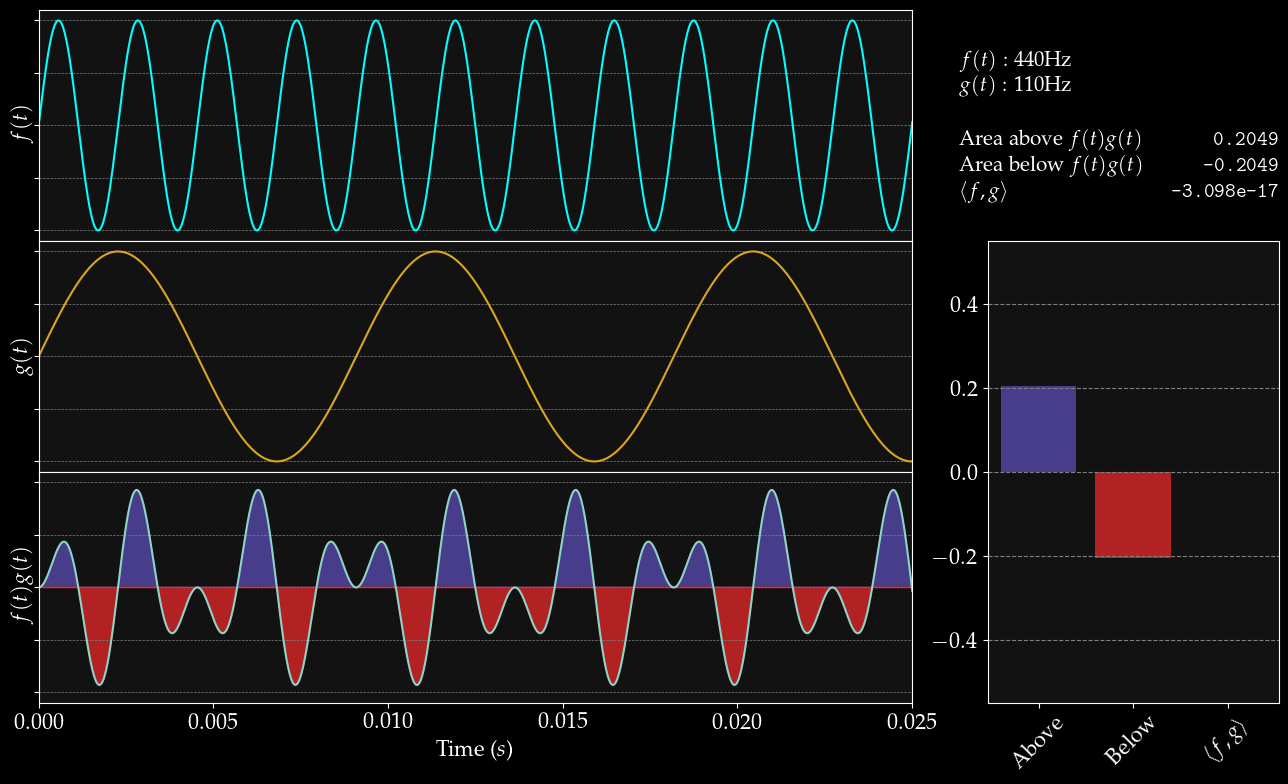 f(t)
f(t) : 440Hz
g(t) : 110Hz
Area above f(t)g(t) 0.2049
Area below f(t)g(t) -0.2049
⟨f,g⟩ -3.098e-17
g(t)
f(t)g(t)
0.000 0.005 0.010 0.015 0.020 0.025
Time (s)
0.4
0.2
0.0
−0.2
−0.4
Above Below ⟨f,g⟩